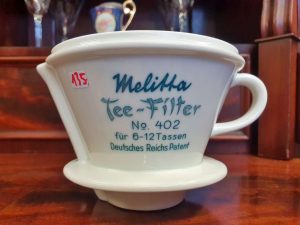 415
Melitta
Tee-Filter
No. 402
für 6-12 Tassen
Deutsches Reichs Patent